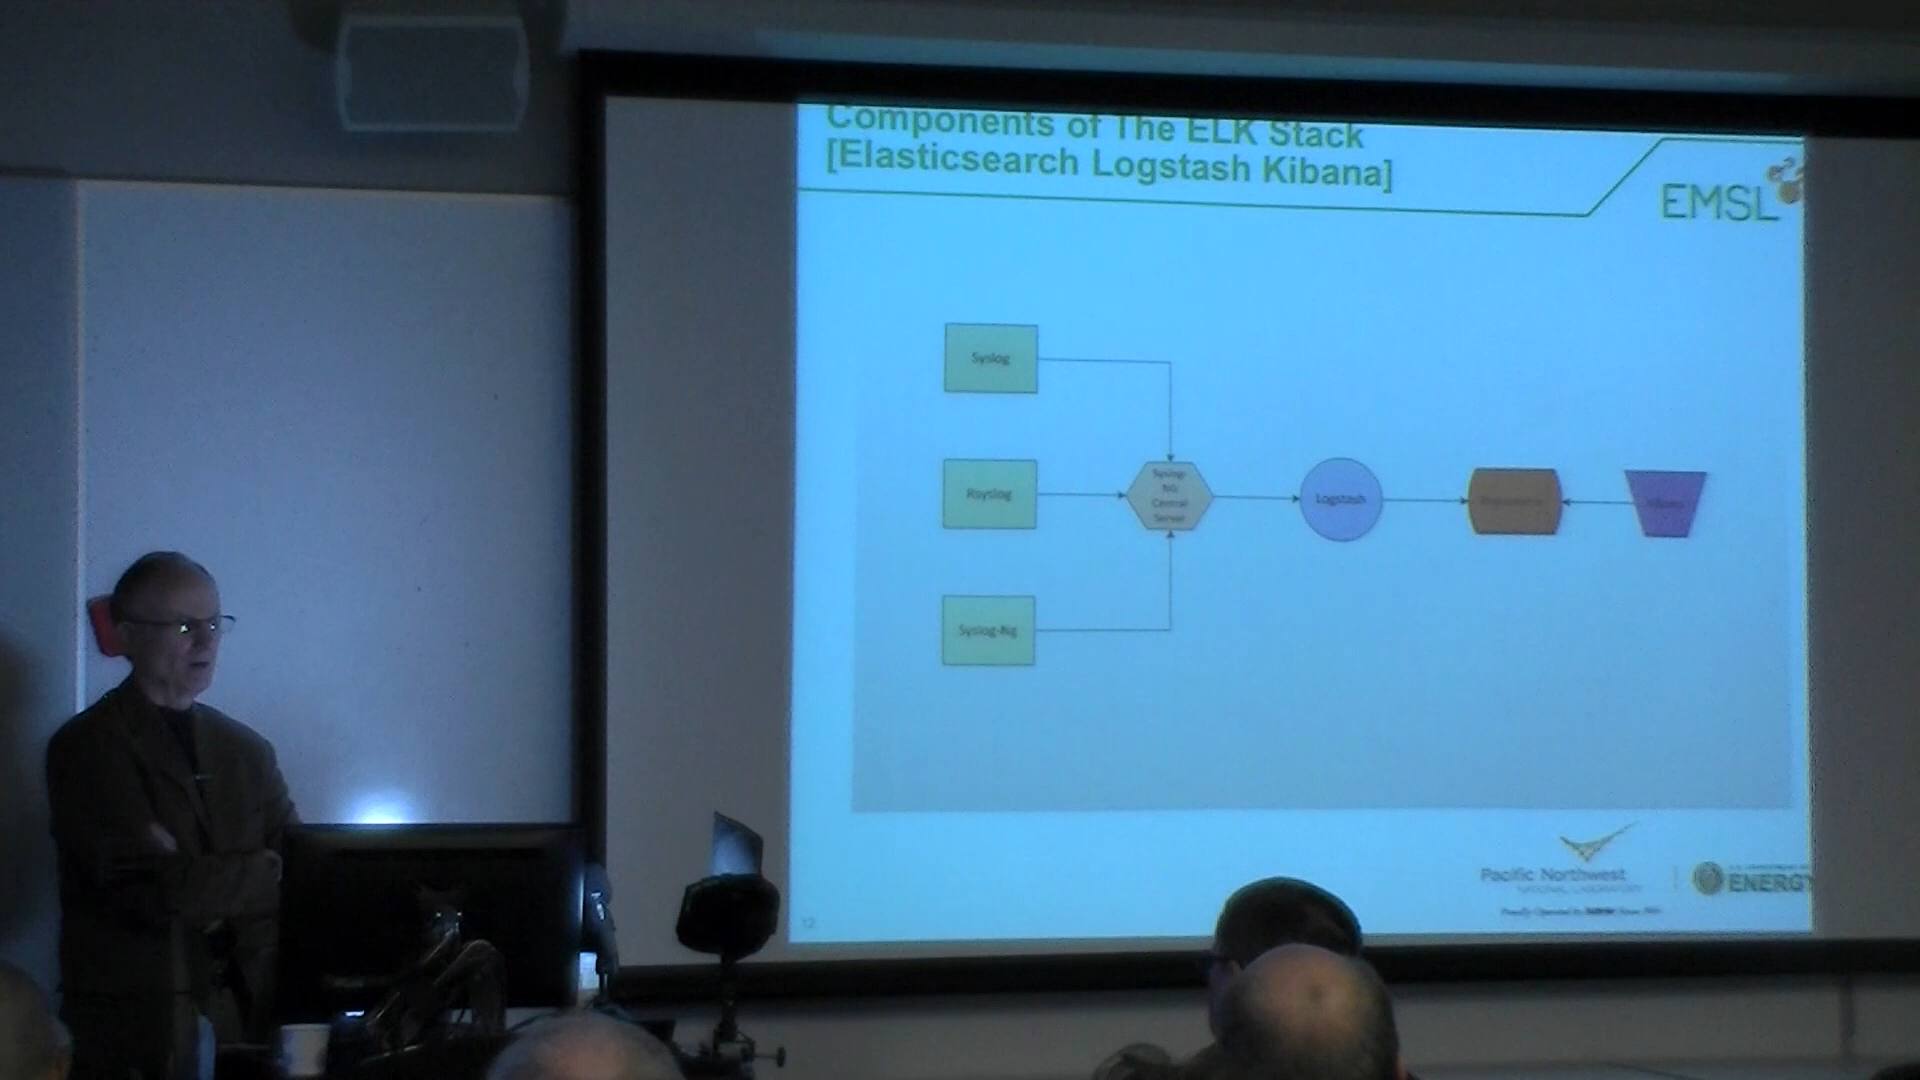 Components of The ELK Stack
[Elasticsearch Logstash Kibana]
EMSL
Syslog
Rsyslog
Syslog-
NG
Central
Server
Logstash
Syslog-Ng
Pacific Northwest
NATIONAL LABORATORY
ENERGY
12